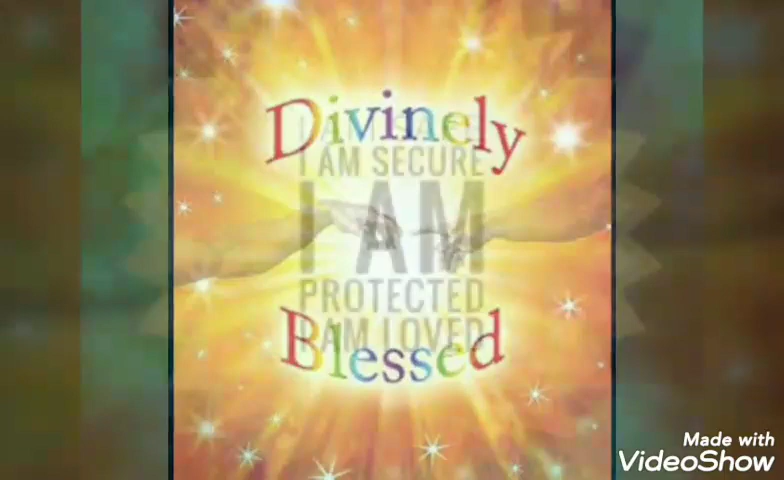 Divinely
I AM SECURE
I AM
PROTECTED
I AM LOVED
Blessed
Made with
VideoShow